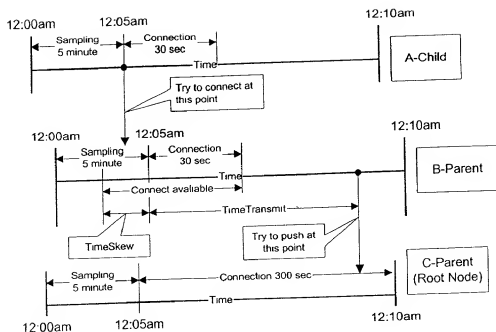 12:00am
12:05am
12:10am
Sampling
5 minute
Connection
30 sec
Time
A-Child
Try to connect at
this point
12:00am
12:05am
12:10am
Sampling
5 minute
Connection
30 sec
Time
B-Parent
Connect avaliable
TimeTransmit
TimeSkew
Try to push at
this point
Sampling
5 minute
Connection 300 sec
C-Parent
(Root Node)
Time
12:00am
12:05am
12:10am